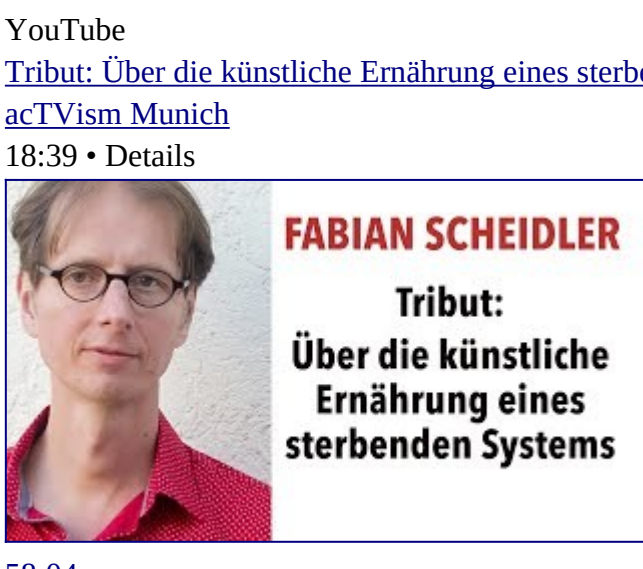 YouTube
Tribut: Über die künstliche Ernährung eines
acTVism Munich
18:39 • Details
FABIAN SCHEIDLER
Tribut:
Über die künstliche
Ernährung eines
sterbenden Systems